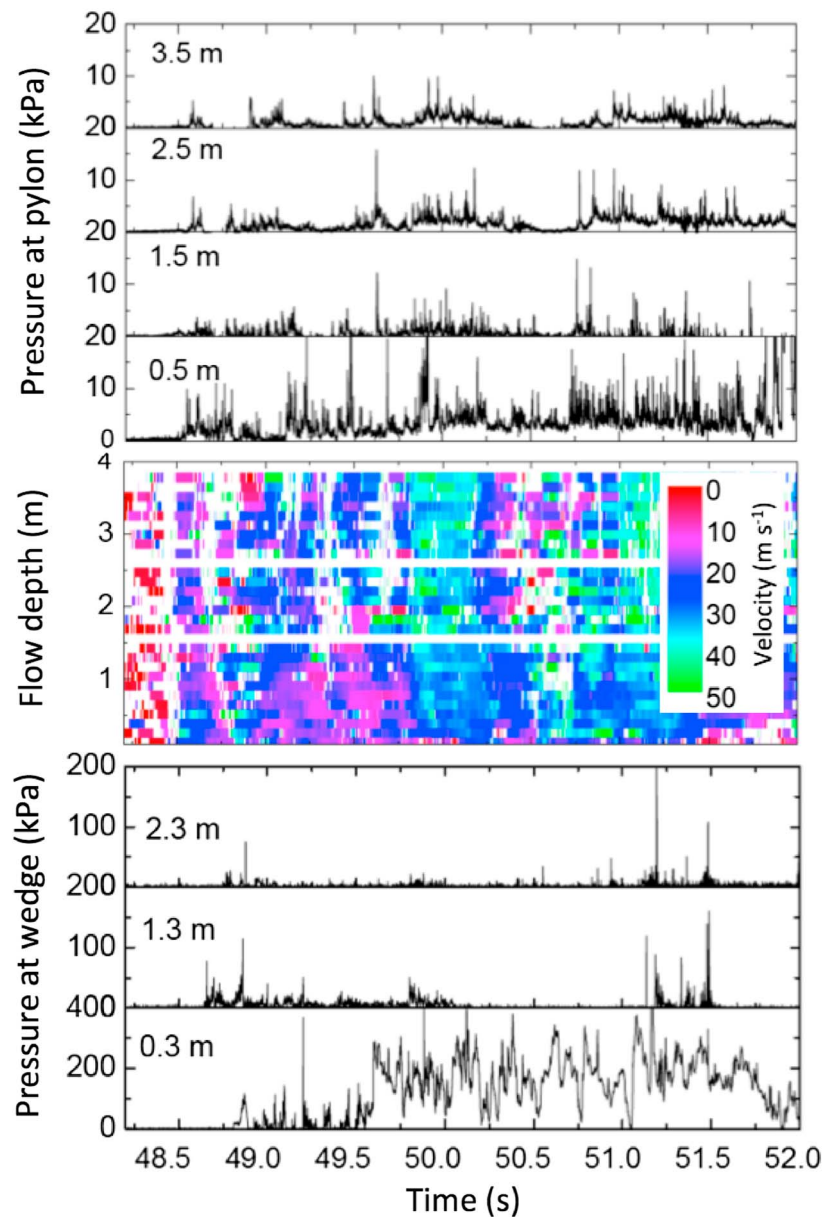 Pressure at pylon (kPa)
20
3.5 m
10
20
2.5 m
10
20
1.5 m
10
20
0.5 m
10
0
Flow depth (m)
4
3
2
1
0
10
20
30
40
50
Velocity (m s⁻¹)
Pressure at wedge (kPa)
200
2.3 m
100
200
1.3 m
100
400
0.3 m
200
0
48.5 49.0 49.5 50.0 50.5 51.0 51.5 52.0
Time (s)